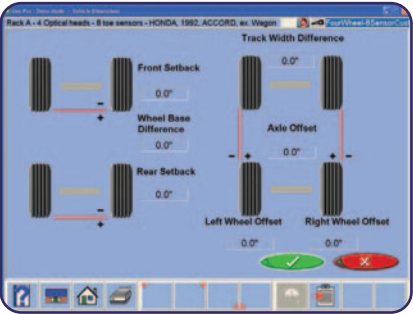 Rack A - 4 Optical heads - 8 toe sensors - HONDA, 1992, ACCORD, ex. Wagon
FourWheel-8SensorCus
Track Width Difference
0.0"
Front Setback
0.0"
-
+
Wheel Base
Difference
0.0"
Axle Offset
0.0"
- +
+ -
Rear Setback
0.0"
-
+
Left Wheel Offset
Right Wheel Offset
0.0"
0.0"